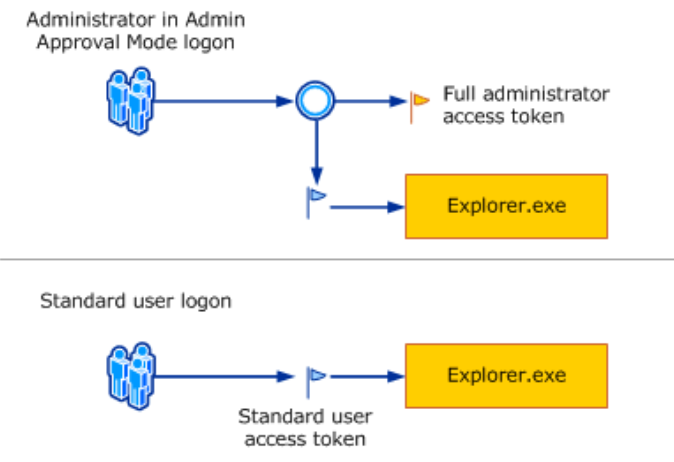 Administrator in Admin
Approval Mode logon
Full administrator
access token
Explorer.exe
Standard user logon
Explorer.exe
Standard user
access token